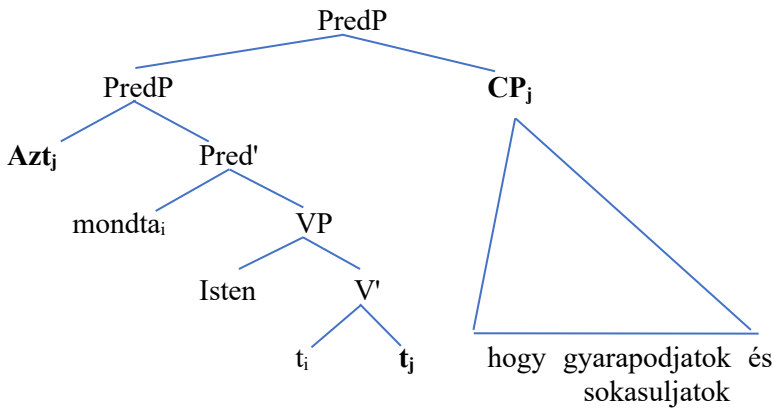 PredP
PredP CPⱼ
Aztⱼ Pred'
mondtaᵢ VP
Isten V'
tᵢ tⱼ hogy gyarapodjatok és
sokasuljatok